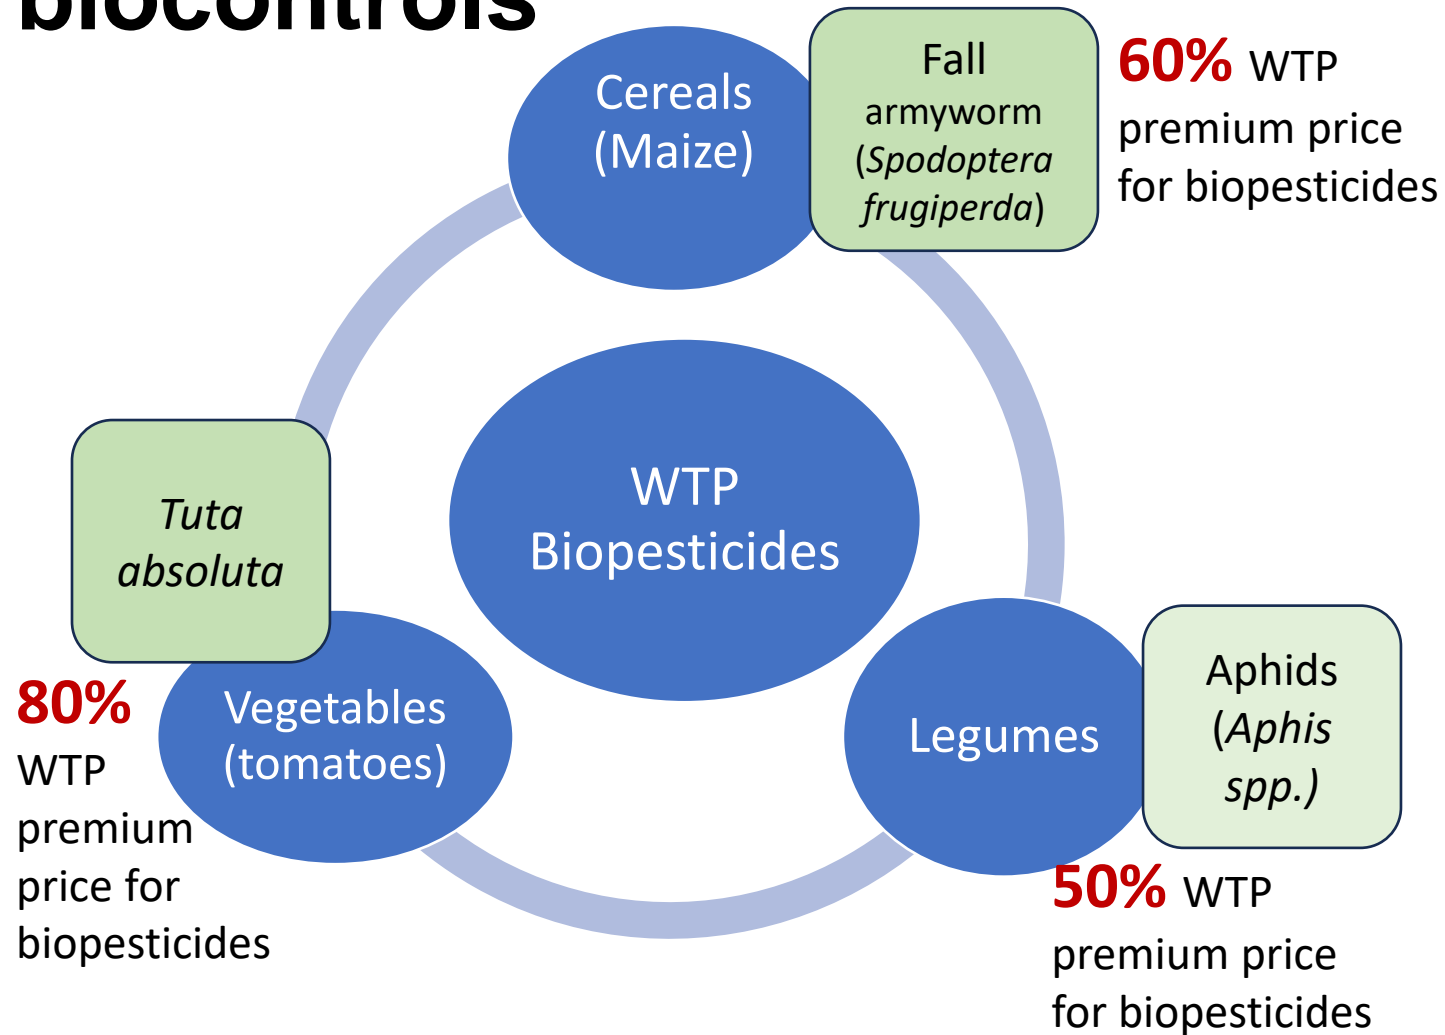 biocontrols
Cereals
(Maize)
Fall
armyworm
(Spodoptera
frugiperda)
60% WTP
premium price
for biopesticides
WTP
Biopesticides
Tuta
absoluta
Vegetables
(tomatoes)
80%
WTP
premium
price for
biopesticides
Legumes
Aphids
(Aphis
spp.)
50% WTP
premium price
for biopesticides